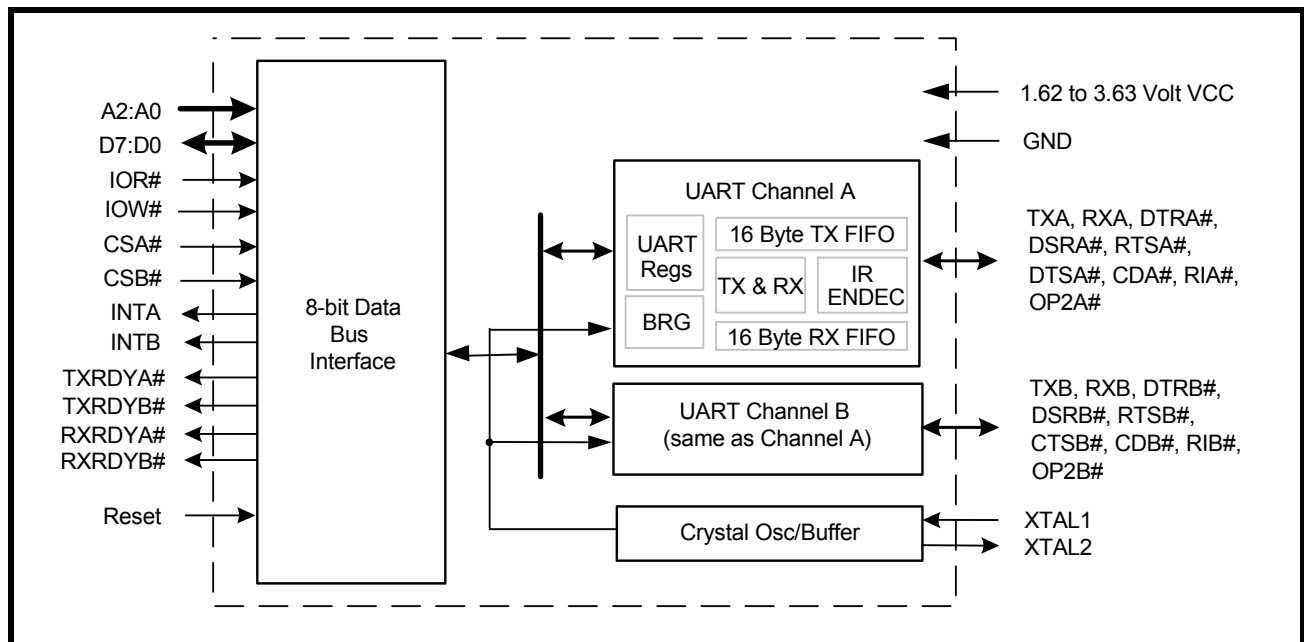 A2:A0
D7:D0
IOR#
IOW#
CSA#
CSB#
INTA
INTB
TXRDYA#
TXRDYB#
RXRDYA#
RXRDYB#
Reset
8-bit Data
Bus
Interface
UART Channel A
UART
Regs
BRG
16 Byte TX FIFO
TX & RX
IR
ENDEC
16 Byte RX FIFO
UART Channel B
(same as Channel A)
Crystal Osc/Buffer
1.62 to 3.63 Volt VCC
GND
TXA, RXA, DTRA#,
DSRA#, RTSA#,
DTSA#, CDA#, RIA#,
OP2A#
TXB, RXB, DTRB#,
DSRB#, RTSB#,
CTSB#, CDB#, RIB#,
OP2B#
XTAL1
XTAL2